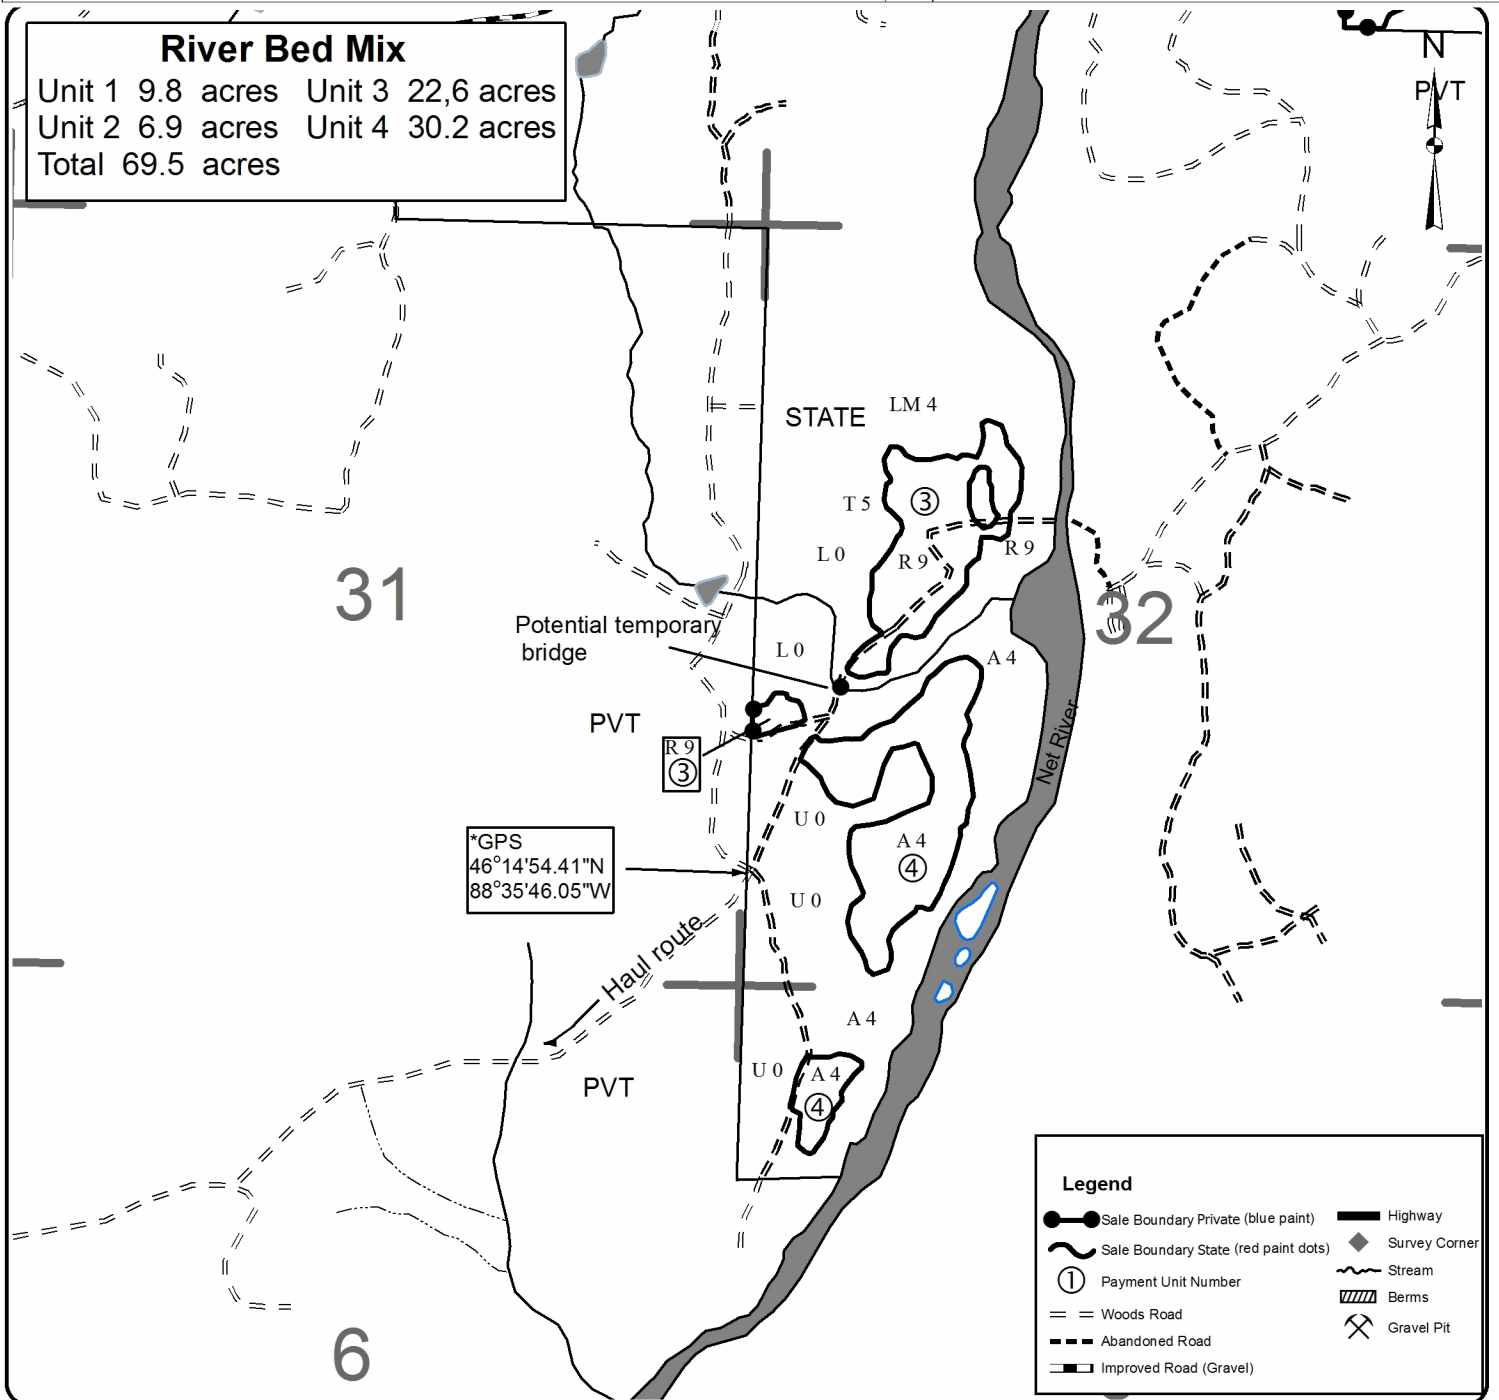 River Bed Mix
Unit 1 9.8 acres Unit 3 22,6 acres
Unit 2 6.9 acres Unit 4 30.2 acres
Total 69.5 acres
N
PVT
STATE
LM 4
T 5
3
L 0
R 9
R 9
31
32
Potential temporary
bridge
L 0
A 4
PVT
R 9
3
Net River
U 0
A 4
4
*GPS
46°14'54.41"N
88°35'46.05"W
U 0
Haul route
A 4
U 0
A 4
4
PVT
6
Legend
Sale Boundary Private (blue paint)
Sale Boundary State (red paint dots)
1 Payment Unit Number
Woods Road
Abandoned Road
Improved Road (Gravel)
Highway
Survey Corner
Stream
Berms
Gravel Pit